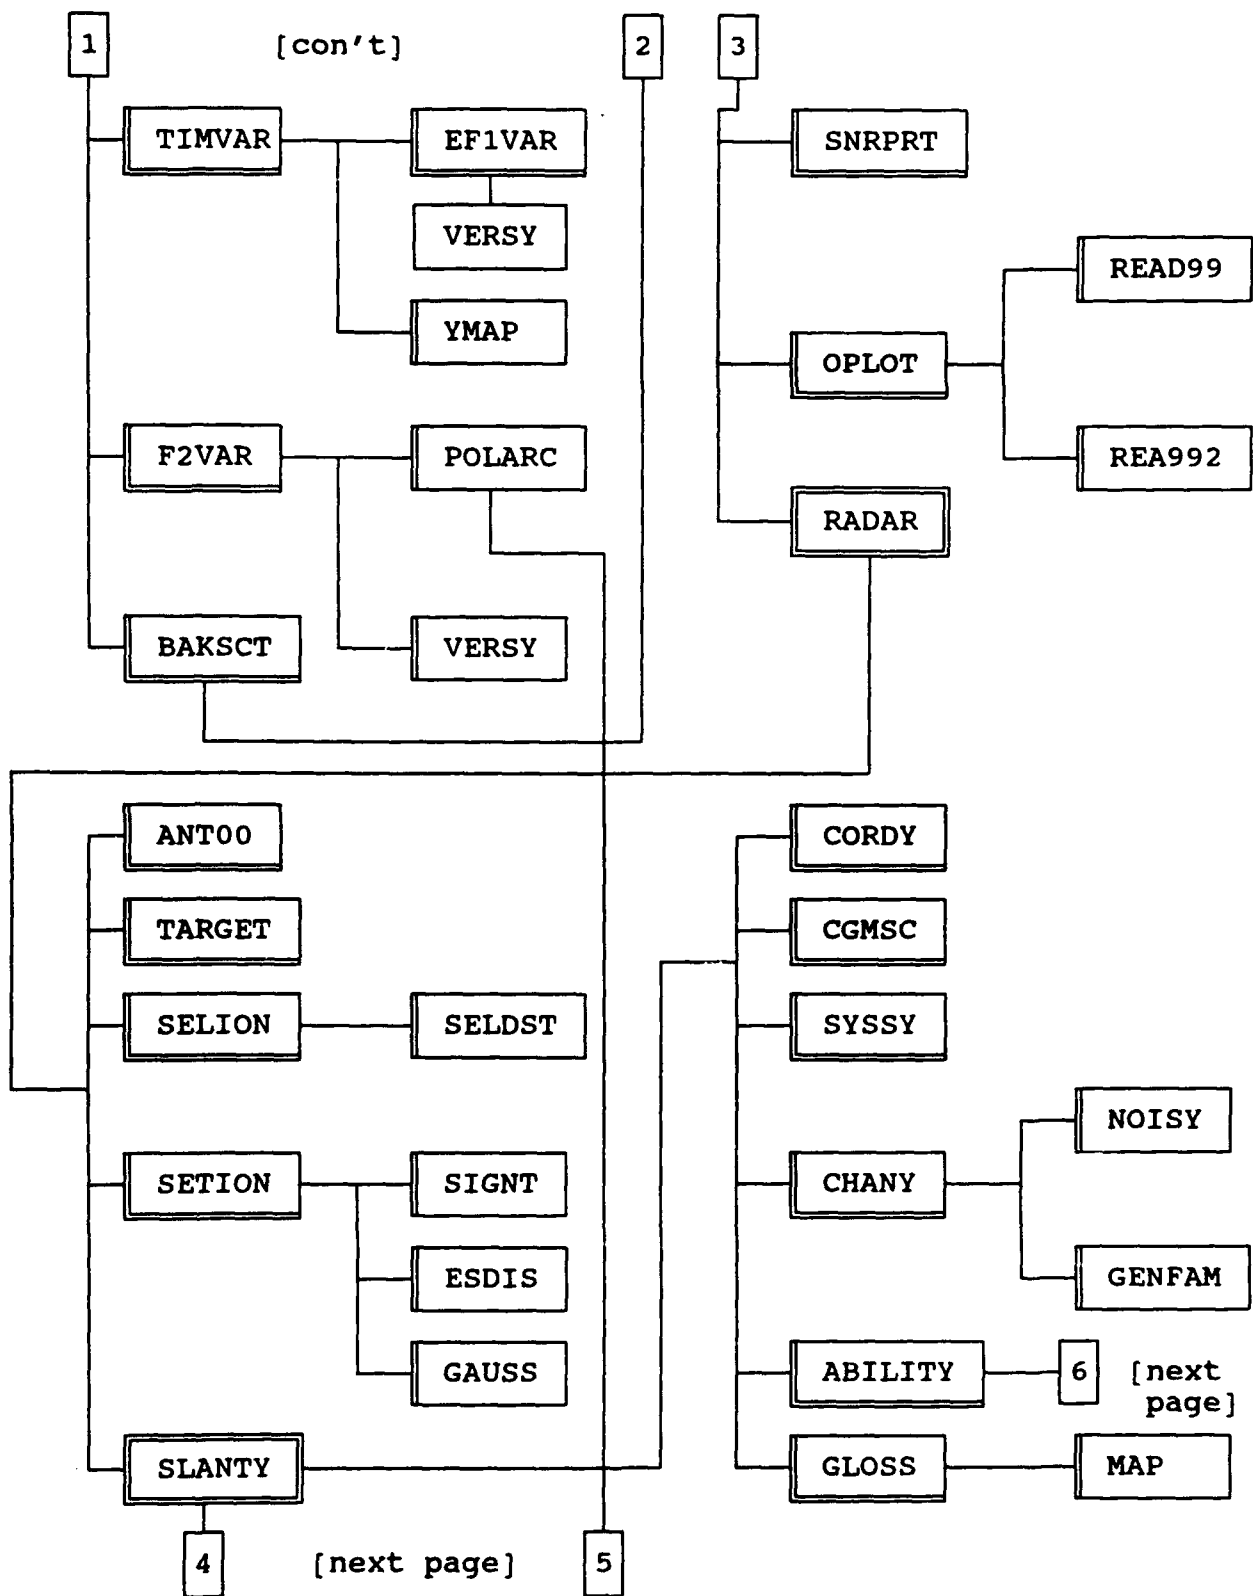 1 [con't] 2 3
TIMVAR EF1VAR SNRPRT
VERSY READ99
YMAP OPLOT
F2VAR POLARC REA992
RADAR
BAKSCT VERSY
ANT00 CORDY
TARGET CGMSC
SELION SELDST SYSSY
NOISY
SETION SIGNT CHANY
ESDIS GENFAM
GAUSS ABILITY 6 [next
page]
SLANTY GLOSS MAP
4 [next page] 5